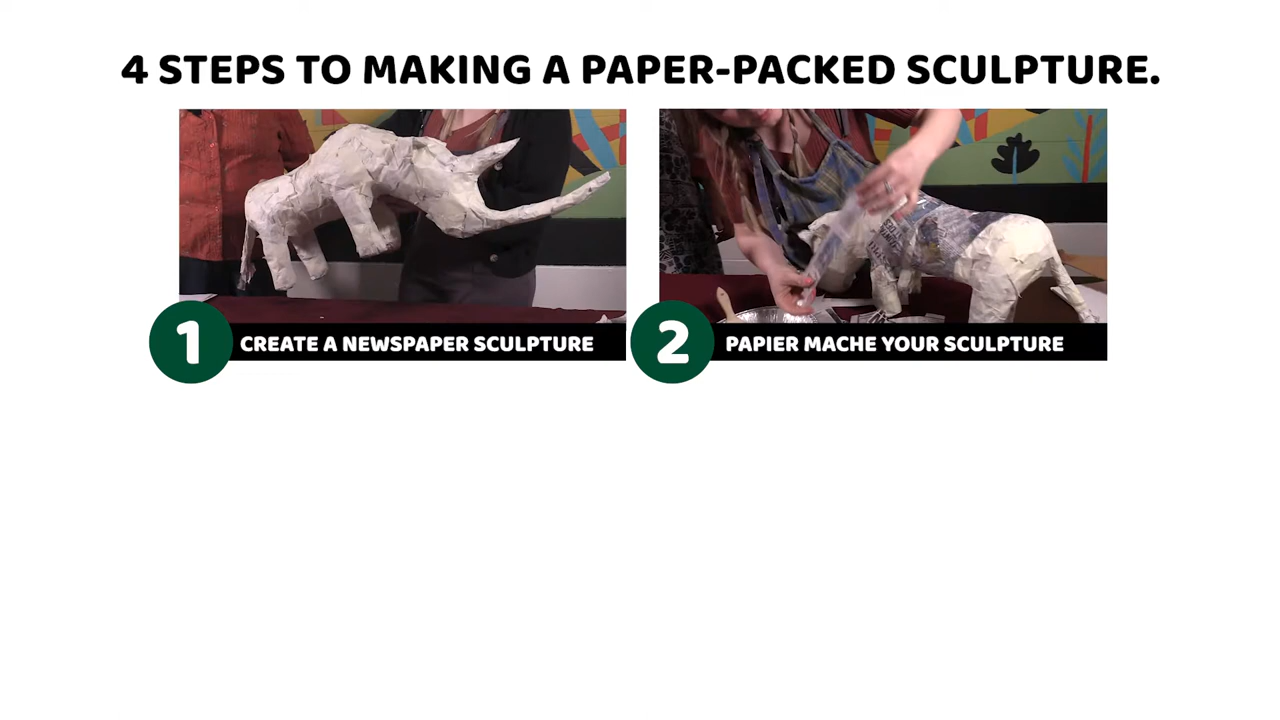 4 STEPS TO MAKING A PAPER-PACKED SCULPTURE.
1 CREATE A NEWSPAPER SCULPTURE
2 PAPIER MACHE YOUR SCULPTURE